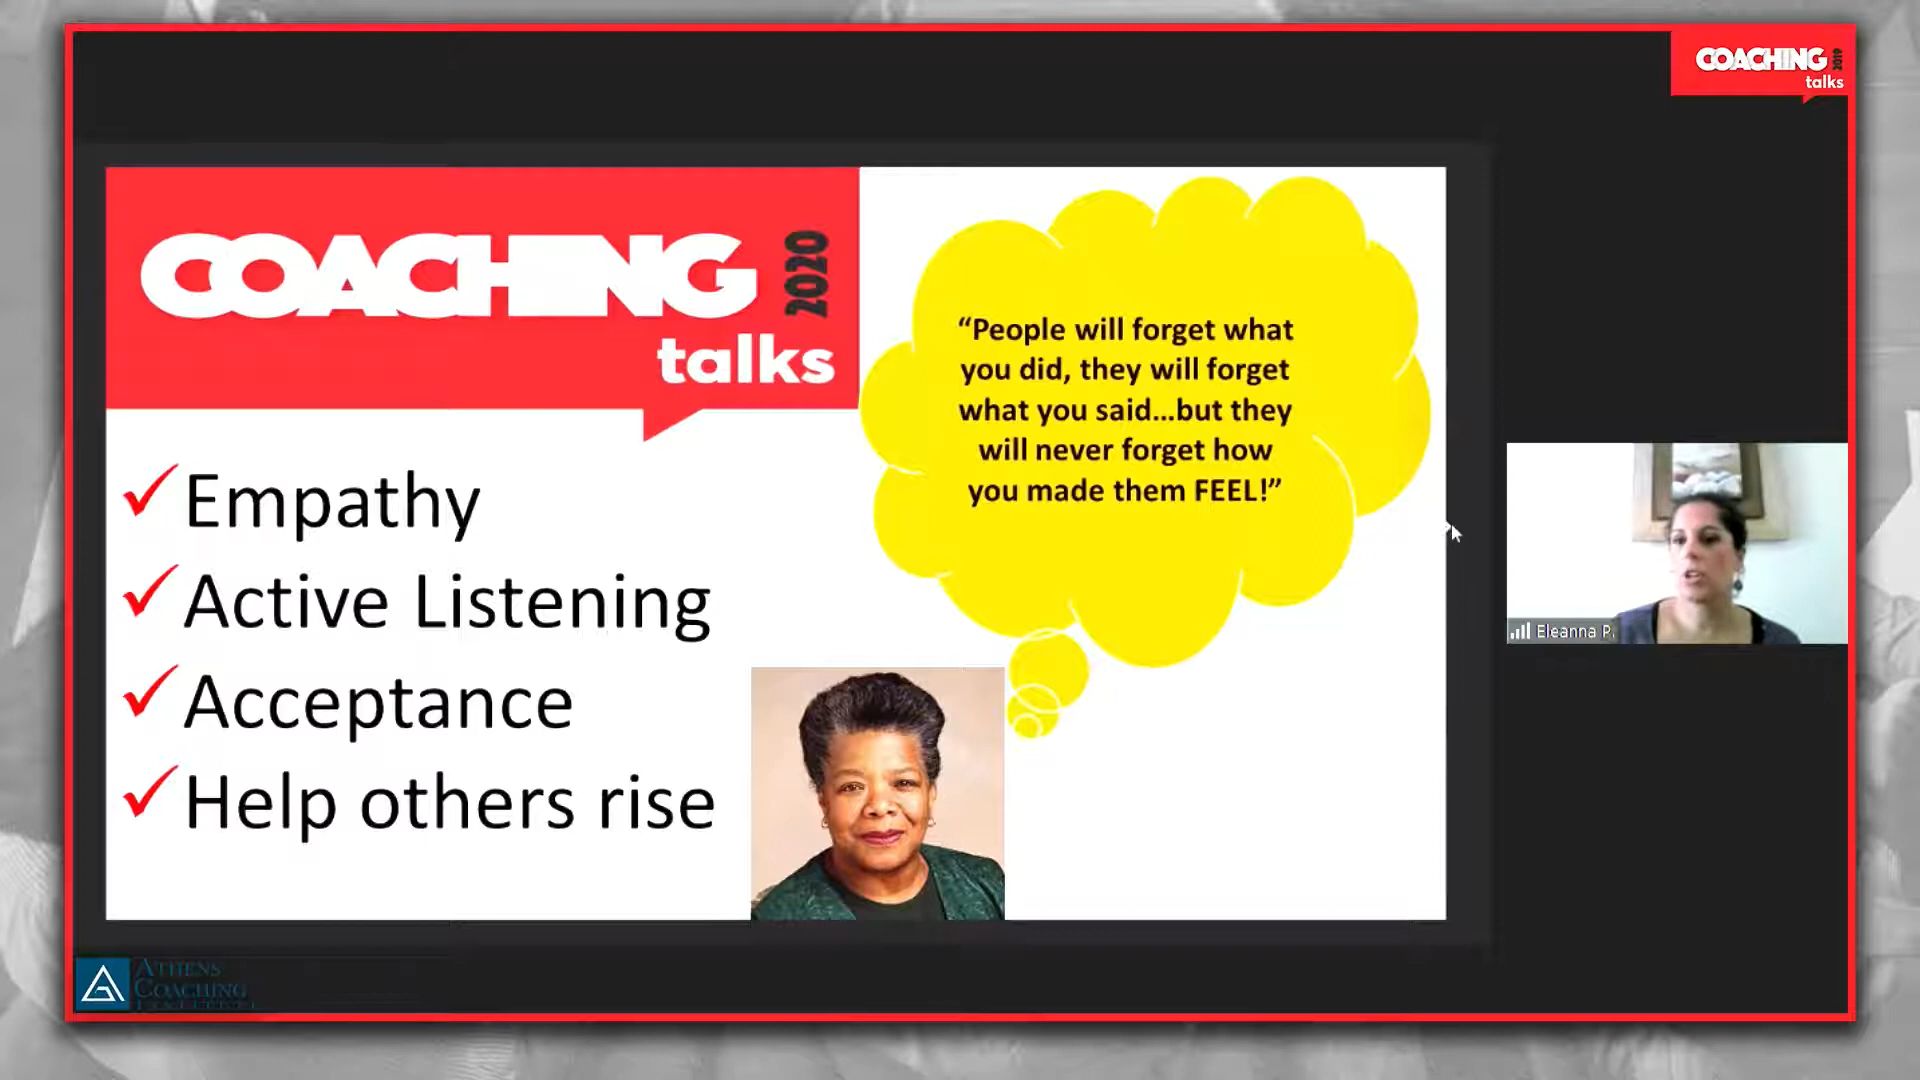 COACHING 2019
talks
COACHING 2020
talks
“People will forget what
you did, they will forget
what you said...but they
will never forget how
you made them FEEL!”
Empathy
Active Listening
Acceptance
Help others rise
Eleanna P.
ATHENS
COACHING